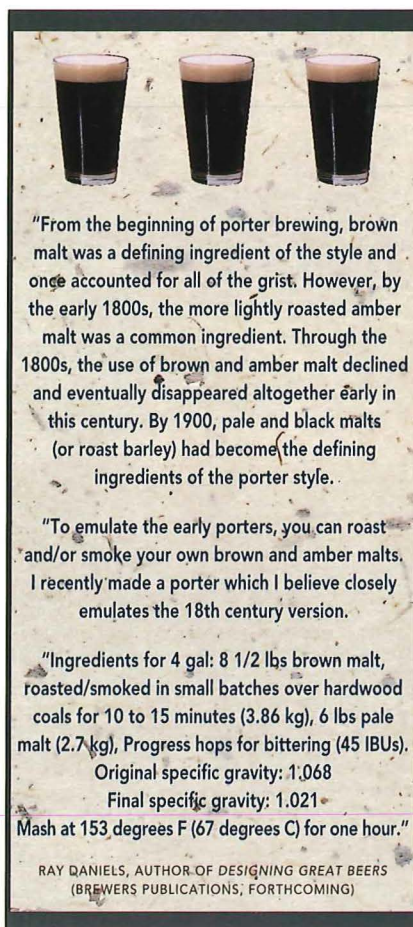 "From the beginning of porter brewing, brown
malt was a defining ingredient of the style and
once accounted for all of the grist. However, by
the early 1800s, the more lightly roasted amber
malt was a common ingredient. Through the
1800s, the use of brown and amber malt declined
and eventually disappeared altogether early in
this century. By 1900, pale and black malts
(or roast barley) had become the defining
ingredients of the porter style.
"To emulate the early porters, you can roast
and/or smoke your own brown and amber malts.
I recently made a porter which I believe closely
emulates the 18th century version.
"Ingredients for 4 gal: 8 1/2 lbs brown malt,
roasted/smoked in small batches over hardwood
coals for 10 to 15 minutes (3.86 kg), 6 lbs pale
malt (2.7 kg), Progress hops for bittering (45 IBUs).
Original specific gravity: 1.068
Final specific gravity: 1.021
Mash at 153 degrees F (67 degrees C) for one hour."
RAY DANIELS, AUTHOR OF DESIGNING GREAT BEERS
(BREWERS PUBLICATIONS, FORTHCOMING)